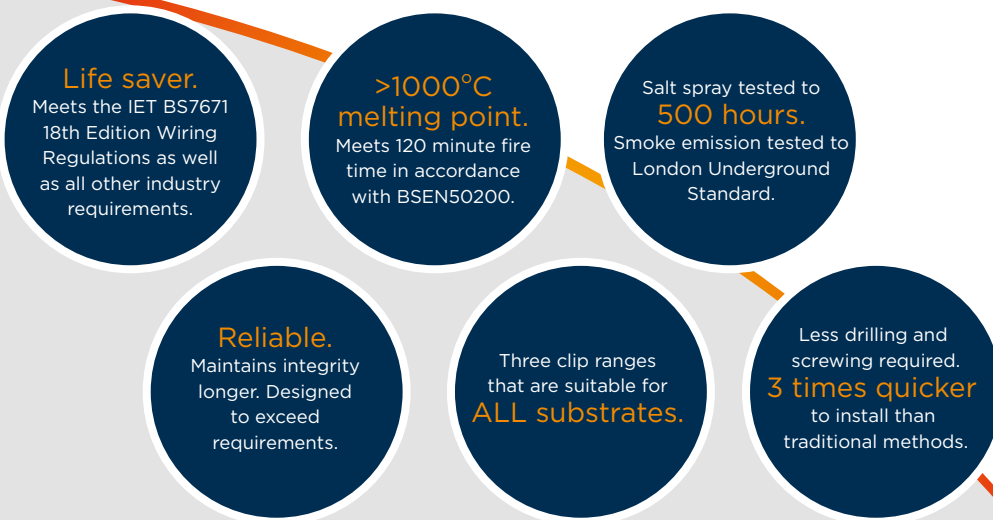 Life saver.
Meets the IET BS7671
18th Edition Wiring
Regulations as well
as all other industry
requirements.
>1000°C
melting point.
Meets 120 minute fire
time in accordance
with BSEN50200.
Salt spray tested to
500 hours.
Smoke emission tested to
London Underground
Standard.
Reliable.
Maintains integrity
longer. Designed
to exceed
requirements.
Three clip ranges
that are suitable for
ALL substrates.
Less drilling and
screwing required.
3 times quicker
to install than
traditional methods.